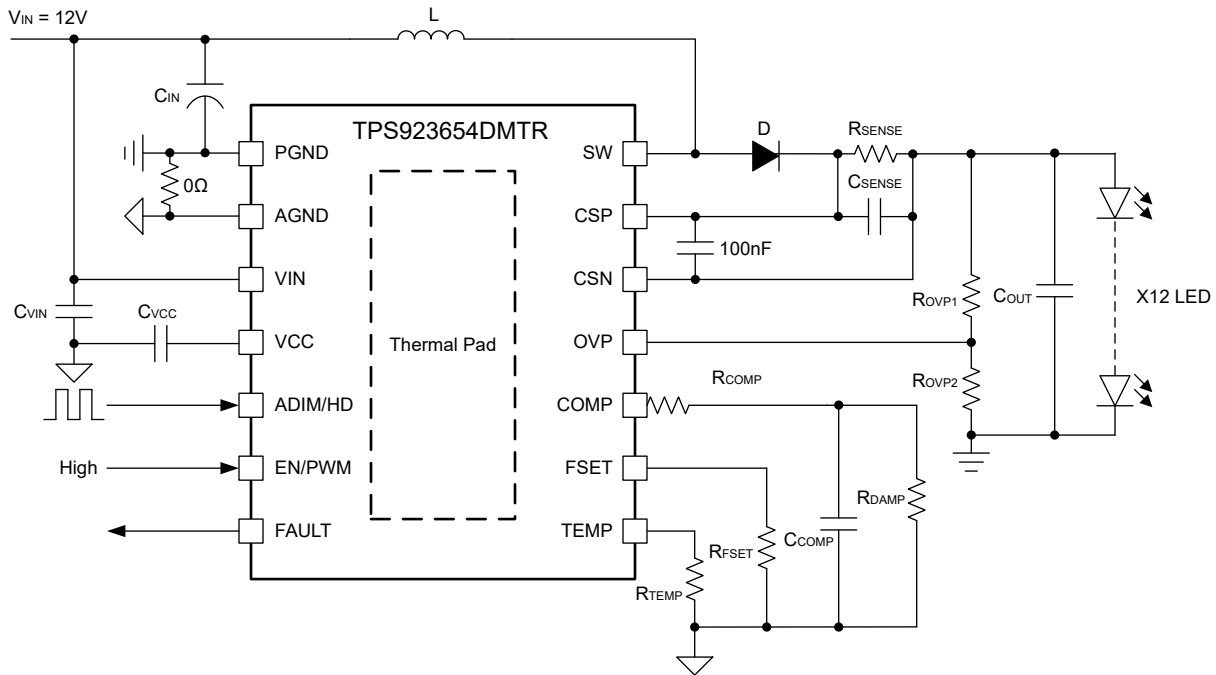 VIN = 12V
L
CIN
TPS923654DMTR
PGND
SW
D
RSENSE
0Ω
CSENSE
AGND
CSP
100nF
VIN
CSN
ROVP1
COUT
X12 LED
CVIN
CVCC
VCC
Thermal Pad
OVP
RCOMP
ROVP2
ADIM/HD
COMP
High
EN/PWM
FSET
RDAMP
FAULT
TEMP
RFSET
CCOMP
RTEMP